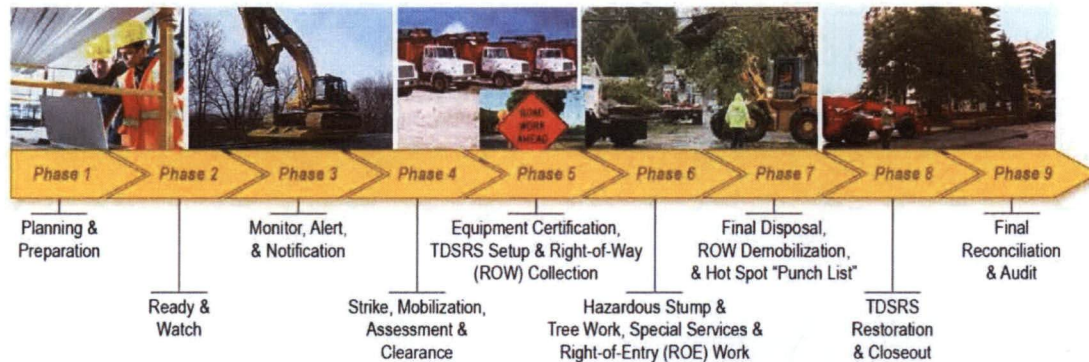 ROAD
WORK
AHEAD
Phase 1
Phase 2
Phase 3
Phase 4
Phase 5
Phase 6
Phase 7
Phase 8
Phase 9
Planning &
Preparation
Ready &
Watch
Monitor, Alert,
& Notification
Strike, Mobilization,
Assessment &
Clearance
Equipment Certification,
TDSRS Setup & Right-of-Way
(ROW) Collection
Hazardous Stump &
Tree Work, Special Services &
Right-of-Entry (ROE) Work
Final Disposal,
ROW Demobilization,
& Hot Spot “Punch List”
TDSRS
Restoration
& Closeout
Final
Reconciliation
& Audit